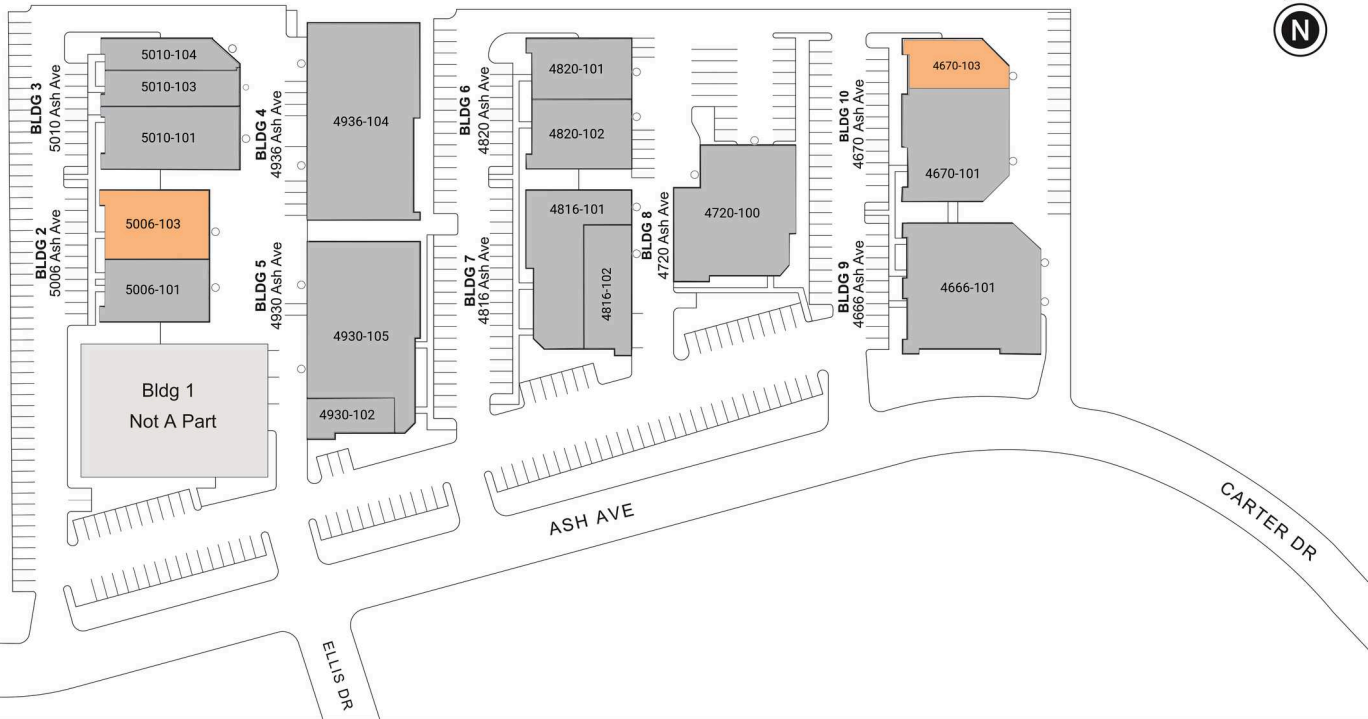 N
BLDG 3
5010 Ash Ave
5010-104
5010-103
5010-101
BLDG 2
5006 Ash Ave
5006-103
5006-101
Bldg 1
Not A Part
BLDG 4
4936 Ash Ave
4936-104
BLDG 5
4930 Ash Ave
4930-105
4930-102
BLDG 6
4820 Ash Ave
4820-101
4820-102
BLDG 7
4816 Ash Ave
4816-101
4816-102
BLDG 8
4720 Ash Ave
4720-100
BLDG 10
4670 Ash Ave
4670-103
4670-101
BLDG 9
4666 Ash Ave
4666-101
ASH AVE
CARTER DR
ELLIS DR